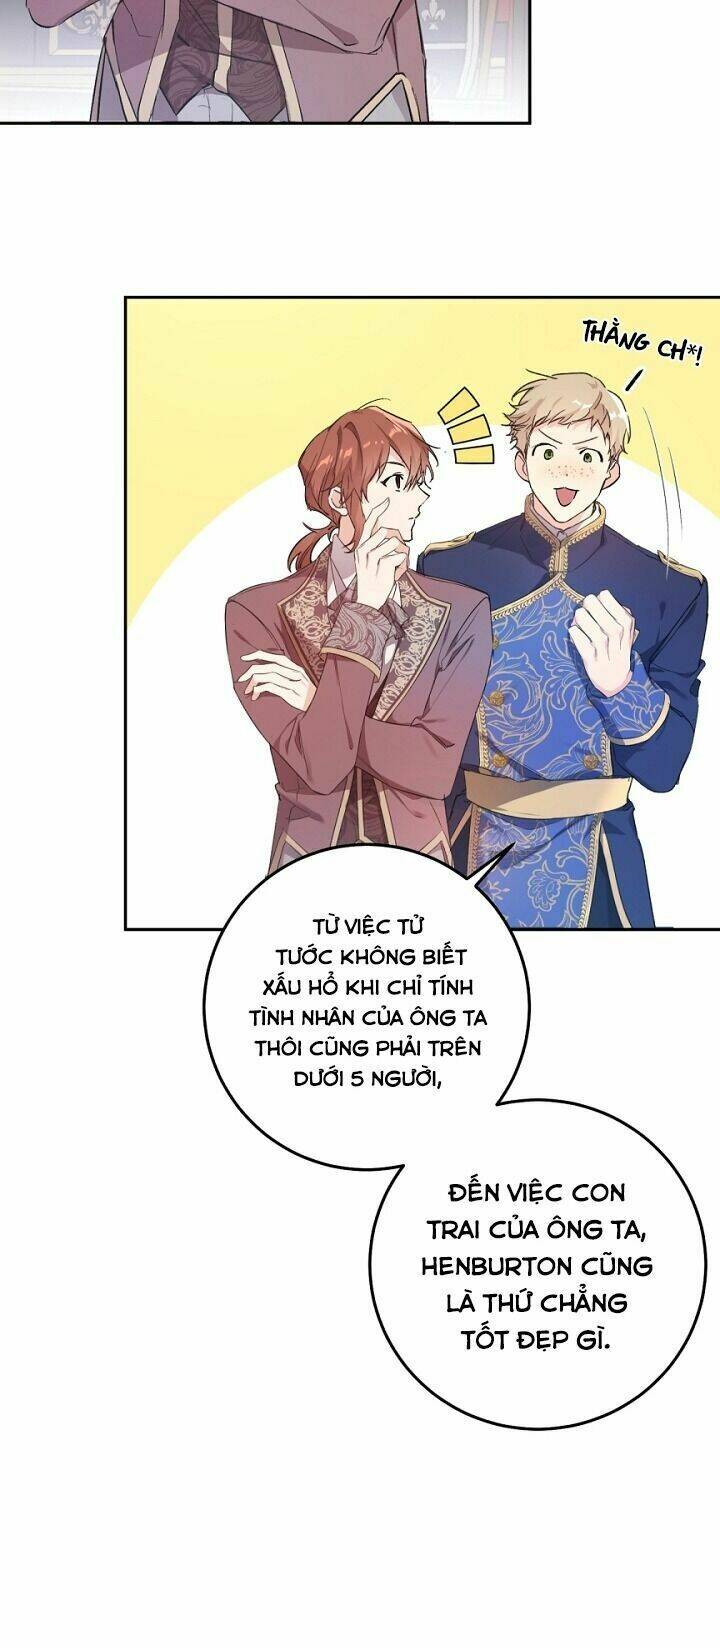 THẰNG CH*!
TỪ VIỆC TỬ
TƯỚC KHÔNG BIẾT
XẤU HỔ KHI CHỈ TÍNH
TÌNH NHÂN CỦA ÔNG TA
THÔI CŨNG PHẢI TRÊN
DƯỚI 5 NGƯỜI,
ĐẾN VIỆC CON
TRAI CỦA ÔNG TA,
HENBURTON CŨNG
LÀ THỨ CHẲNG
TỐT ĐẸP GÌ.